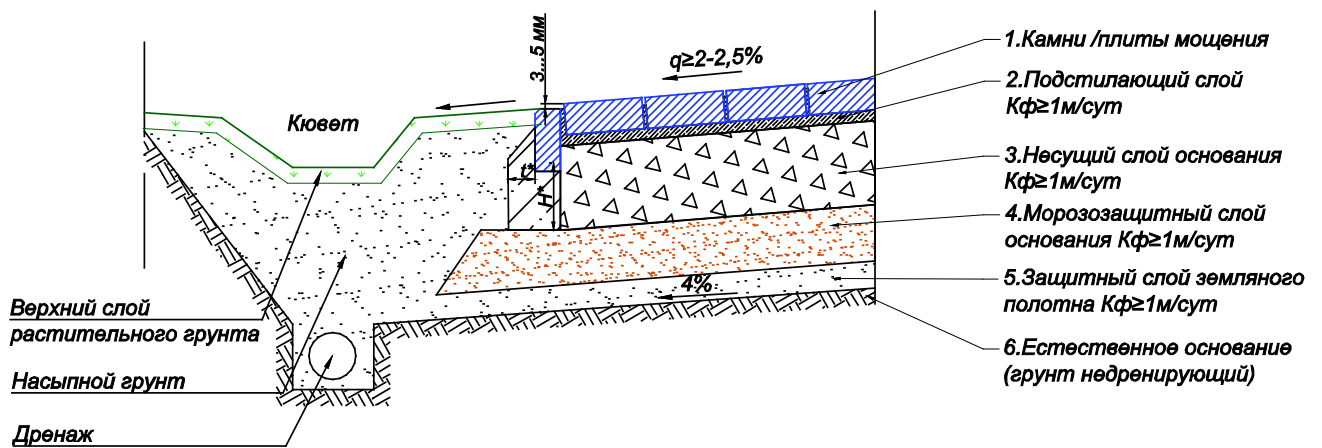 3...5 мм
q≥2-2,5%
Кювет
t*
H*
4%
1.Камни /плиты мощения
2.Подстилающий слой
Кф≥1м/сут
3.Несущий слой основания
Кф≥1м/сут
4.Морозозащитный слой
основания Кф≥1м/сут
5.Защитный слой земляного
полотна Кф≥1м/сут
6.Естественное основание
(грунт недренирующий)
Верхний слой
растительного грунта
Насыпной грунт
Дренаж